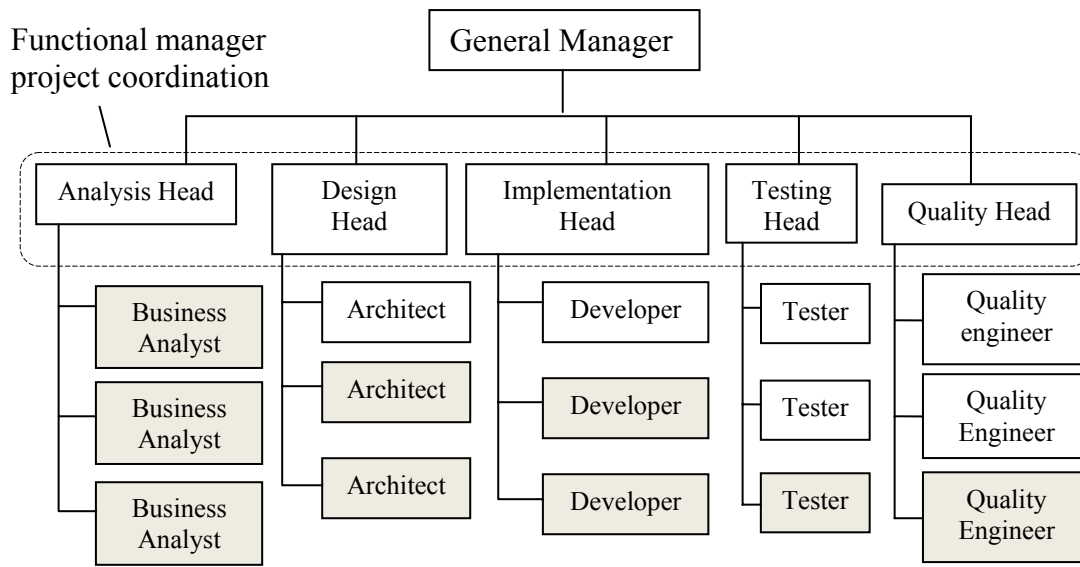 Functional manager
project coordination
General Manager
Analysis Head
Design
Head
Implementation
Head
Testing
Head
Quality Head
Business
Analyst
Business
Analyst
Business
Analyst
Architect
Architect
Architect
Developer
Developer
Developer
Tester
Tester
Tester
Quality
engineer
Quality
Engineer
Quality
Engineer